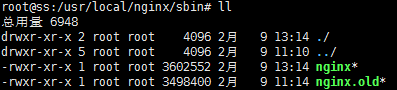 root@ss:/usr/local/nginx/sbin# ll
总用量 6948
drwxr-xr-x 2 root root    4096 2月   9 13:14 ./
drwxr-xr-x 5 root root    4096 2月   9 11:10 ../
-rwxr-xr-x 1 root root 3602552 2月   9 13:14 nginx*
-rwxr-xr-x 1 root root 3498400 2月   9 11:14 nginx.old*